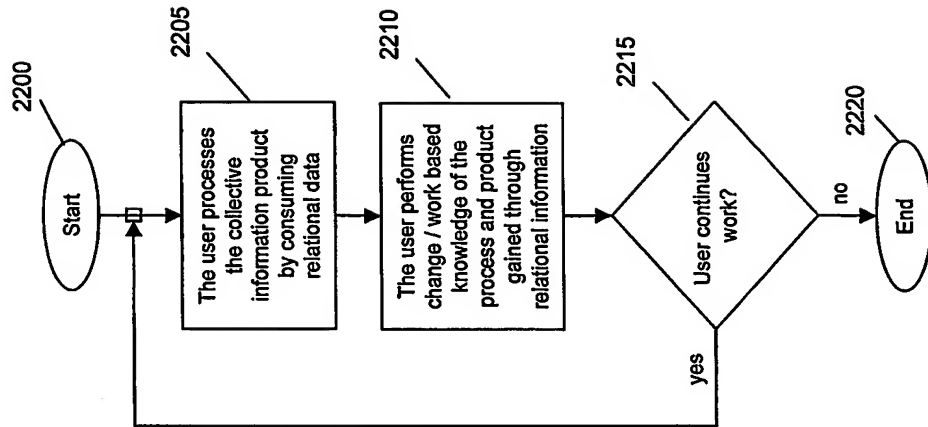 2200
Start
2205
The user processes
the collective
information product
by consuming
relational data
2210
The user performs
change / work based
knowledge of the
process and product
gained through
relational information
2215
User continues
work?
yes
no
2220
End